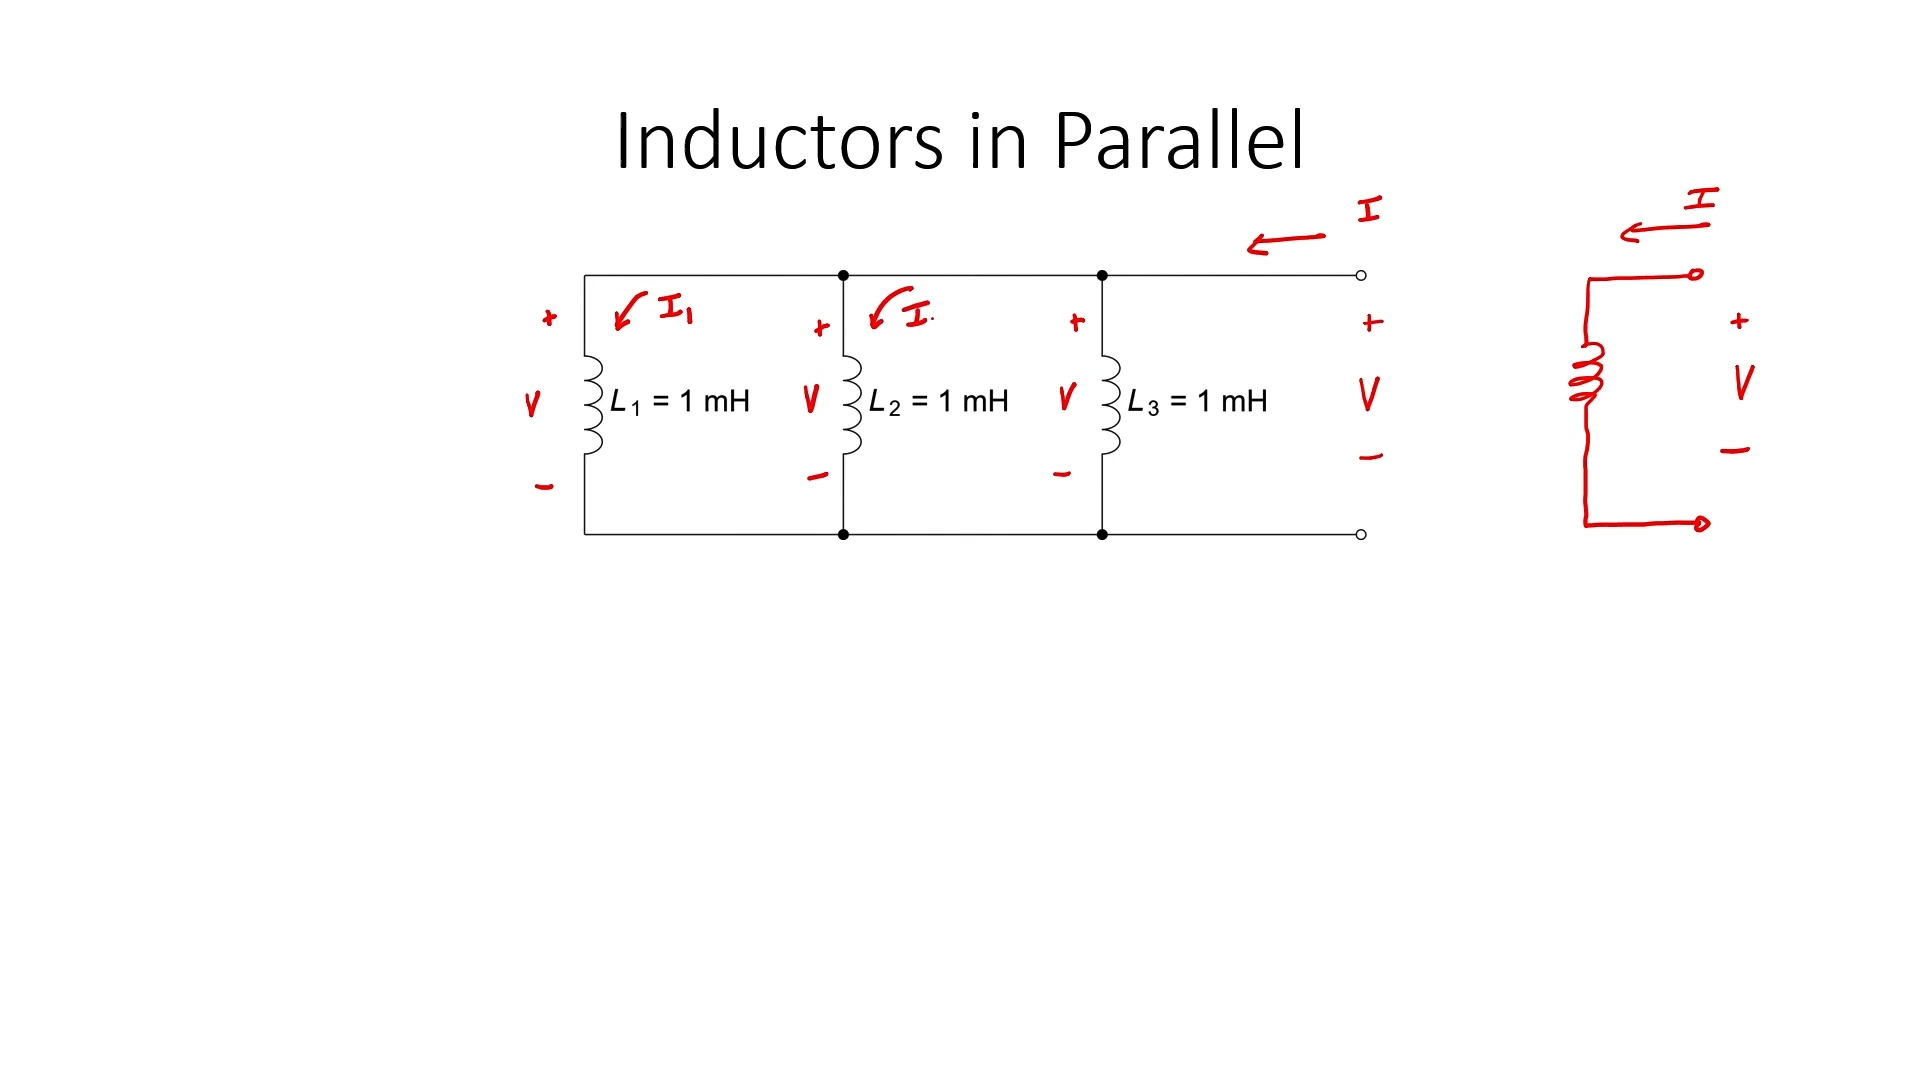 Inductors in Parallel
I
I
I₁
I
+
+
+
+
+
V
L₁ = 1 mH
V
L₂ = 1 mH
V
L₃ = 1 mH
V
V
−
−
−
−
−